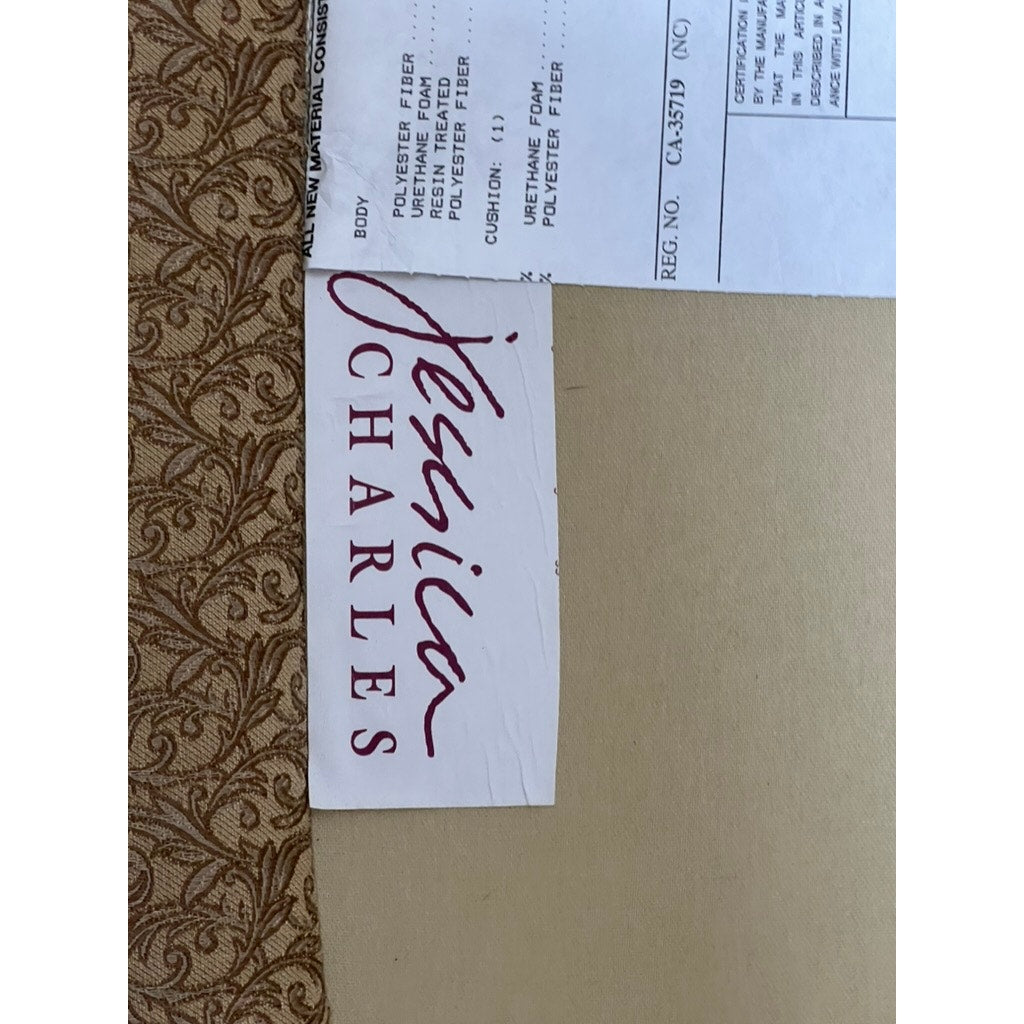 ALL NEW MATERIAL CONSIS
BODY
POLYESTER FIBER ......
URETHANE FOAM ......
RESIN TREATED
POLYESTER FIBER ......
CUSHION: (1)
% URETHANE FOAM ......
% POLYESTER FIBER ......
REG. NO. CA-35719 (NC)
CERTIFICATION I
BY THE MANUFA
THAT THE MA
IN THIS ARTIC
DESCRIBED IN A
ANCE WITH LAW.
Jessica
CHARLES